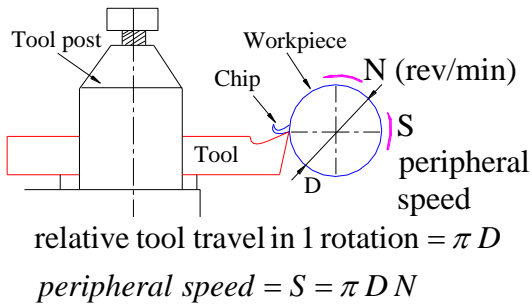 Tool post
Workpiece
N (rev/min)
Chip
S
Tool
D
peripheral
speed
relative tool travel in 1 rotation = π D
peripheral speed = S = π D N